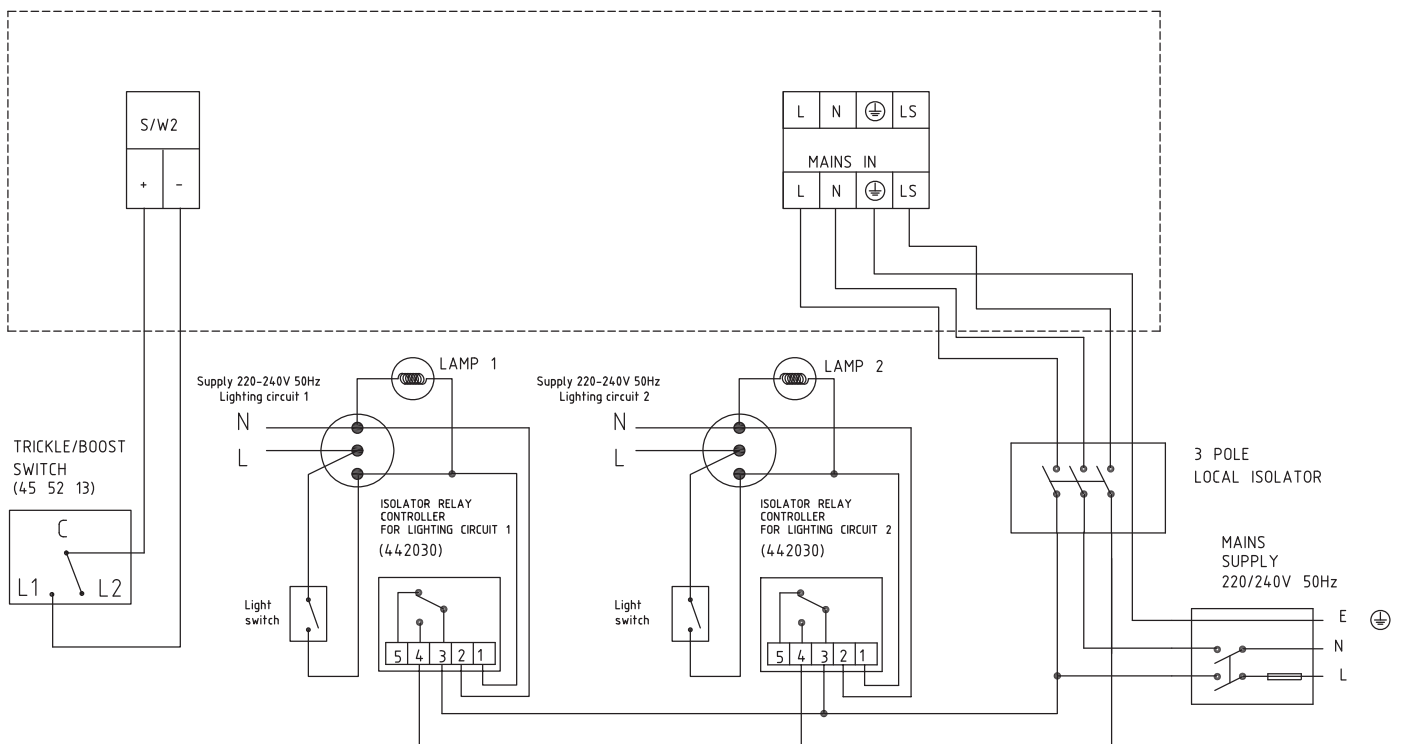 S/W2
+ -
L N LS
MAINS IN
L N LS
TRICKLE/BOOST
SWITCH
(45 52 13)
C
L1 L2
Supply 220-240V 50Hz
Lighting circuit 1
N
L
LAMP 1
Light
switch
ISOLATOR RELAY
CONTROLLER
FOR LIGHTING CIRCUIT 1
(442030)
5 4 3 2 1
Supply 220-240V 50Hz
Lighting circuit 2
N
L
LAMP 2
Light
switch
ISOLATOR RELAY
CONTROLLER
FOR LIGHTING CIRCUIT 2
(442030)
5 4 3 2 1
3 POLE
LOCAL ISOLATOR
MAINS
SUPPLY
220/240V 50Hz
E
N
L